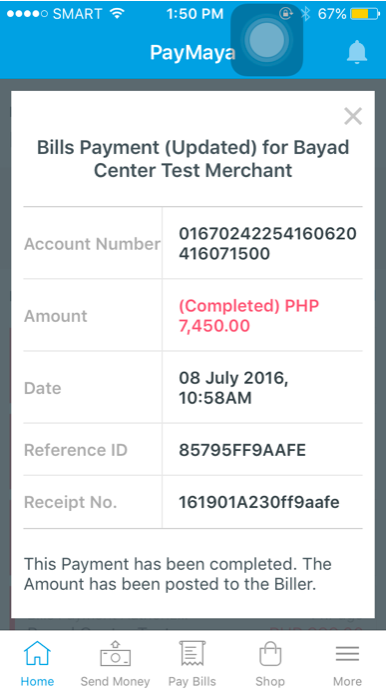 SMART 1:50 PM 67%
PayMaya
Bills Payment (Updated) for Bayad
Center Test Merchant
Account Number 01670242254160620
416071500
Amount (Completed) PHP
7,450.00
Date 08 July 2016,
10:58AM
Reference ID 85795FF9AAFE
Receipt No. 161901A230ff9aafe
This Payment has been completed. The
Amount has been posted to the Biller.
Home Send Money Pay Bills Shop More